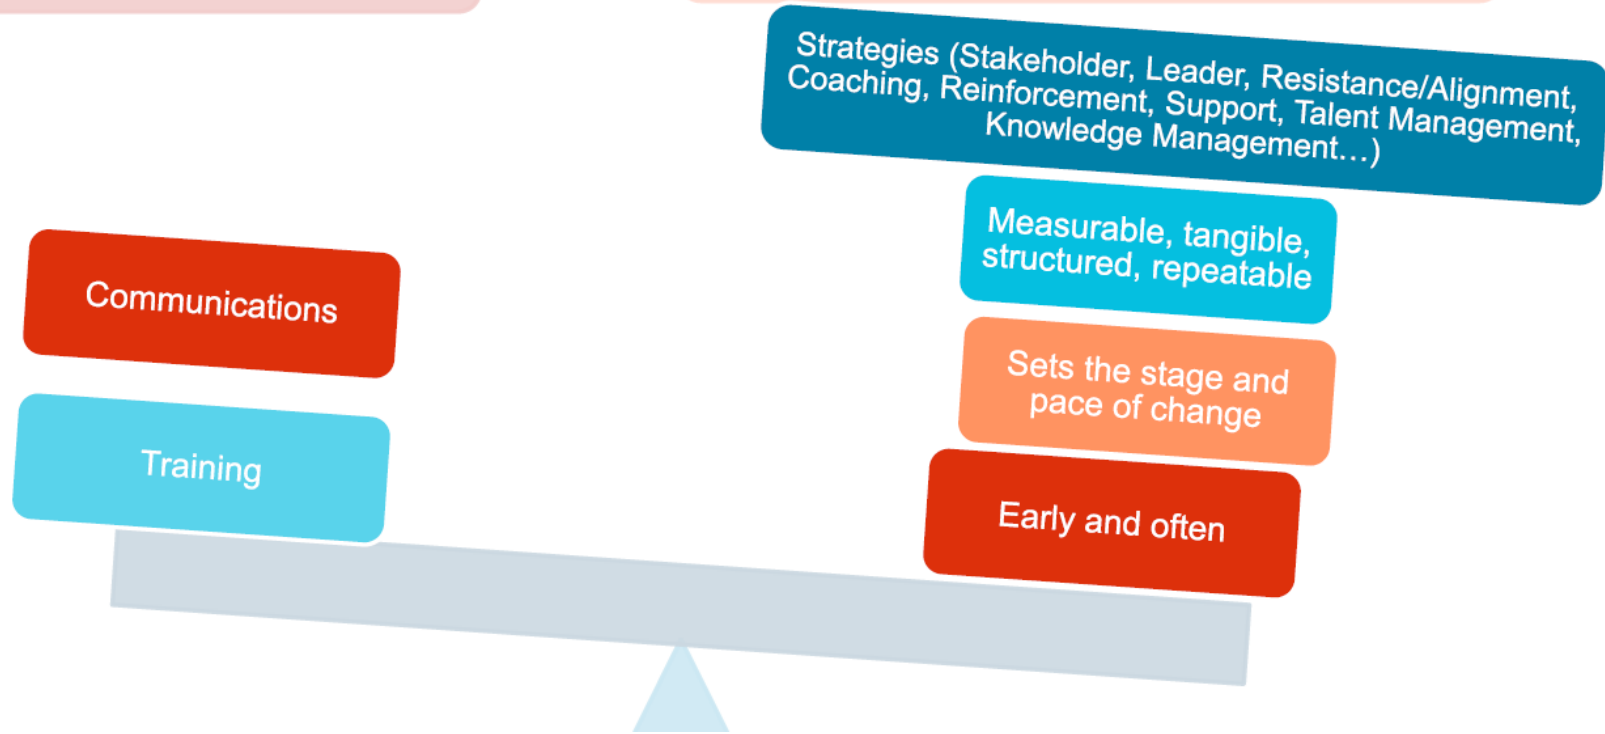 Strategies (Stakeholder, Leader, Resistance/Alignment,
Coaching, Reinforcement, Support, Talent Management,
Knowledge Management...)
Measurable, tangible,
structured, repeatable
Communications
Sets the stage and
pace of change
Training
Early and often